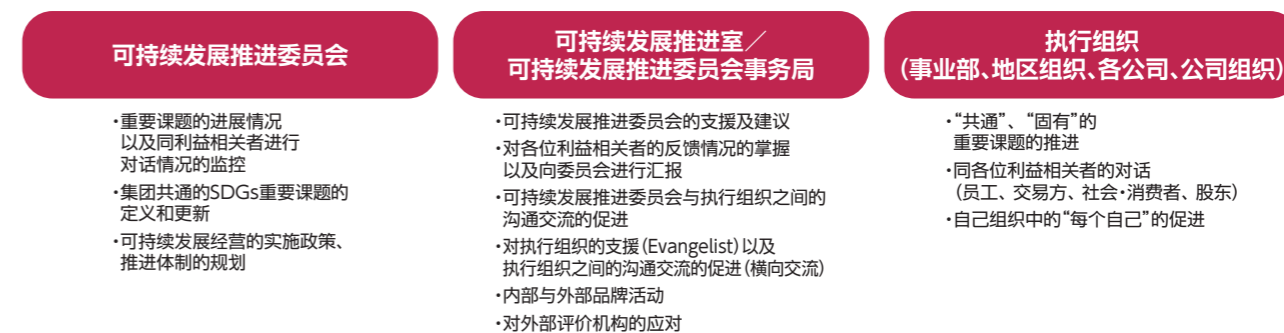 可持续发展推进委员会
·重要课题的进展情况
以及同利益相关者进行
对话情况的监控
·集团共通的SDGs重要课题的
定义和更新
·可持续发展经营的实施政策、
推进体制的规划
可持续发展推进室／
可持续发展推进委员会事务局
·可持续发展推进委员会的支援及建议
·对各位利益相关者的反馈情况的掌握
以及向委员会进行汇报
·可持续发展推进委员会与执行组织之间的
沟通交流的促进
·对执行组织的支援(Evangelist)以及
执行组织之间的沟通交流的促进(横向交流)
·内部与外部品牌活动
·对外部评价机构的应对
执行组织
(事业部、地区组织、各公司、公司组织)
·“共通”、“固有”的
重要课题的推进
·同各位利益相关者的对话
(员工、交易方、社会·消费者、股东)
·自己组织中的“每个自己”的促进